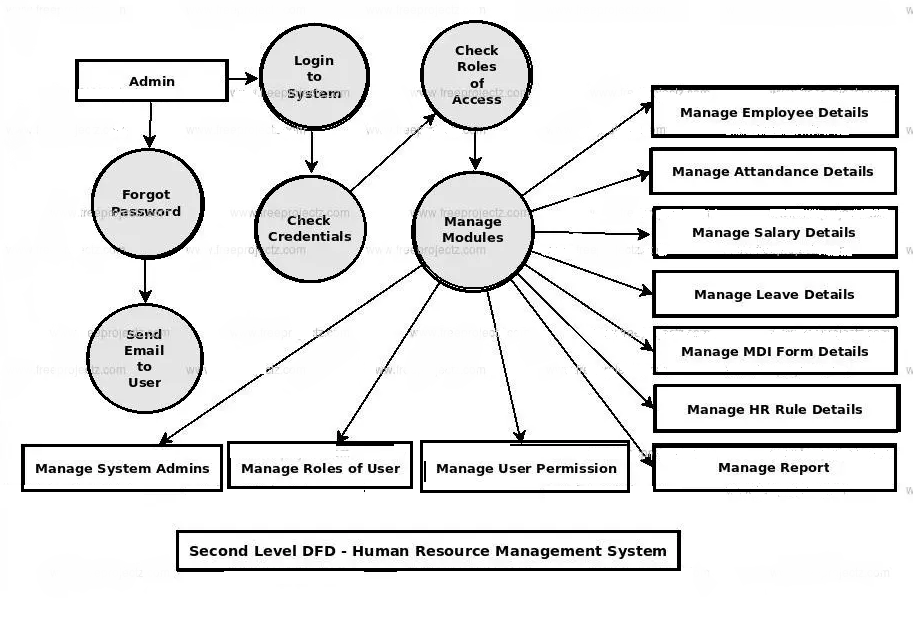 Admin
Login
to
System
Check
Roles
of
Access
Manage Employee Details
Manage Attandance Details
Manage Salary Details
Manage Leave Details
Manage MDI Form Details
Manage HR Rule Details
Manage Report
Forgot
Password
Check
Credentials
Manage
Modules
Send
Email
to
User
Manage System Admins
Manage Roles of User
Manage User Permission
Second Level DFD - Human Resource Management System
www.freeprojectz.com